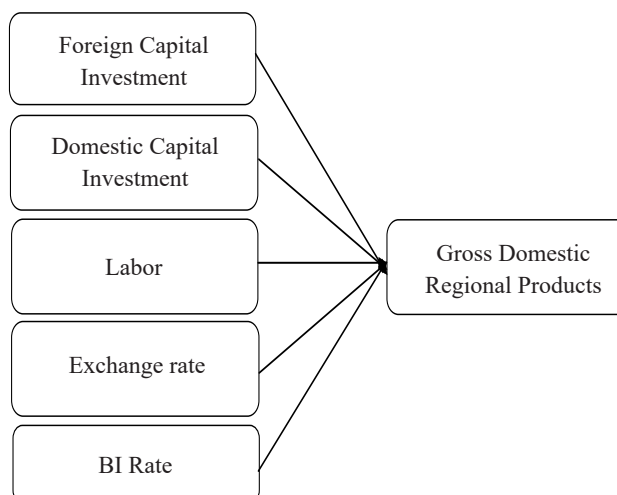 Foreign Capital
Investment
Domestic Capital
Investment
Labor
Exchange rate
BI Rate
Gross Domestic
Regional Products